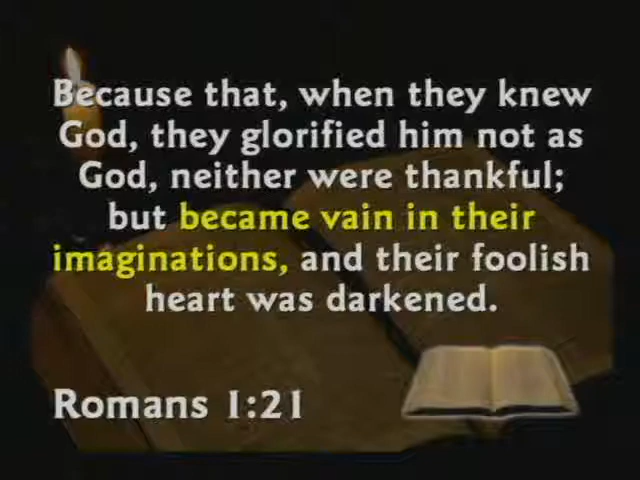 Because that, when they knew
God, they glorified him not as
God, neither were thankful;
but became vain in their
imaginations, and their foolish
heart was darkened.
Romans 1:21